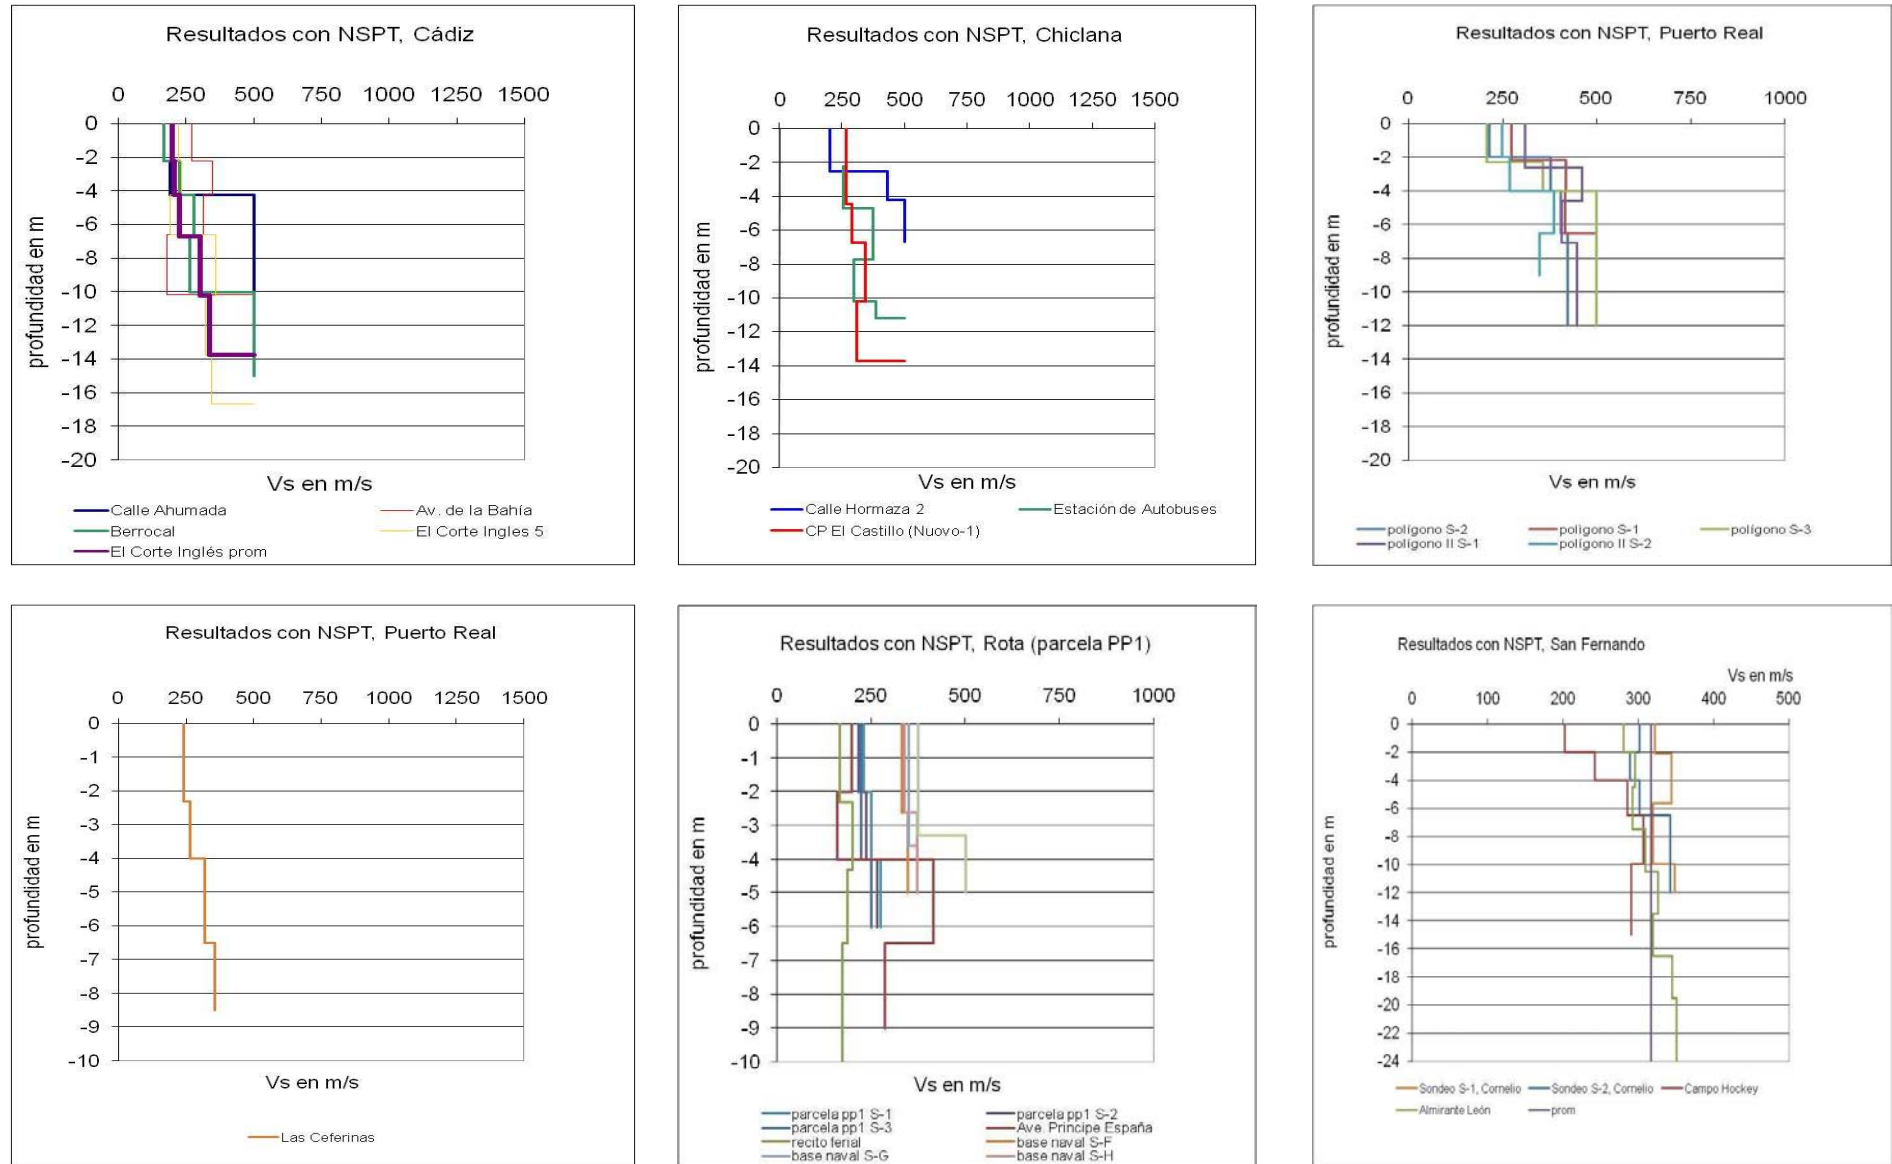 Resultados con NSPT, Cádiz
0 250 500 750 1000 1250 1500
0
-2
-4
-6
-8
-10
-12
-14
-16
-18
-20
profundidad en m
Vs en m/s
Calle Ahumada Av. de la Bahía
Berrocal El Corte Ingles 5
El Corte Inglés prom
Resultados con NSPT, Chiclana
0 250 500 750 1000 1250 1500
0
-2
-4
-6
-8
-10
-12
-14
-16
-18
-20
profundidad en m
Vs en m/s
Calle Hormaza 2 Estación de Autobuses
CP El Castillo (Nuovo-1)
Resultados con NSPT, Puerto Real
0 250 500 750 1000
0
-2
-4
-6
-8
-10
-12
-14
-16
-18
-20
profundidad en m
Vs en m/s
polígono S-2 polìgono S-1 polígono S-3
polígono II S-1 polígono II S-2
Resultados con NSPT, Puerto Real
0 250 500 750 1000 1250 1500
0
-1
-2
-3
-4
-5
-6
-7
-8
-9
-10
profundidad en m
Vs en m/s
Las Ceferinas
Resultados con NSPT, Rota (parcela PP1)
0 250 500 750 1000
0
-1
-2
-3
-4
-5
-6
-7
-8
-9
-10
profundidad en m
Vs en m/s
parcela pp1 S-1 parcela pp1 S-2
parcela pp1 S-3 Ave. Principe España
recito ferial base naval S-F
base naval S-G base naval S-H
Resultados con NSPT, San Fernando
Vs en m/s
0 100 200 300 400 500
0
-2
-4
-6
-8
-10
-12
-14
-16
-18
-20
-22
-24
profundidad en m
Sondeo S-1, Cornelio Sondeo S-2, Cornelio Campo Hockey
Almirante León prom